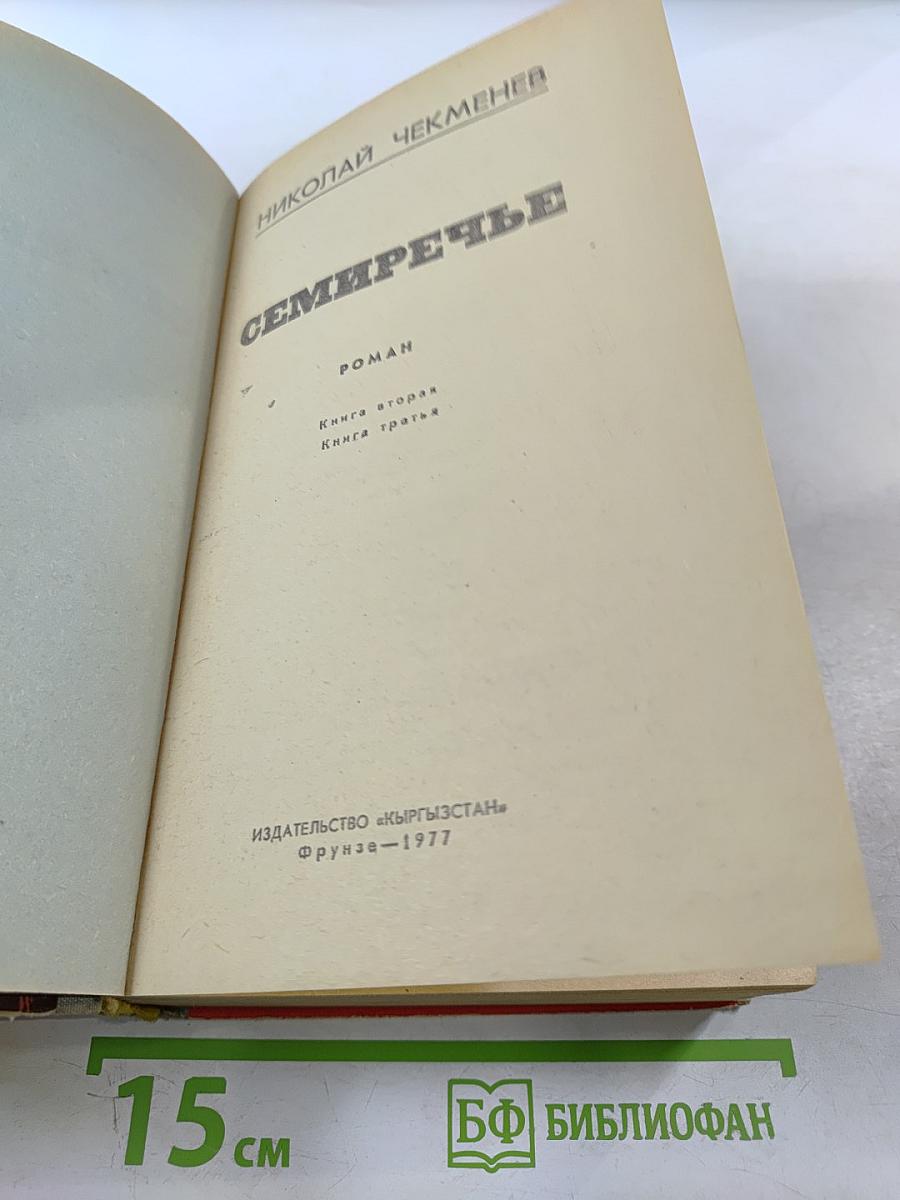 НИКОЛАЙ ЧЕКМЕНЕВ
СЕМИРЕЧЬЕ
РОМАН
Книга вторая
Книга третья
ИЗДАТЕЛЬСТВО «КЫРГЫЗСТАН»
Фрунзе—1977
15 см
БФ БИБЛИОФАН